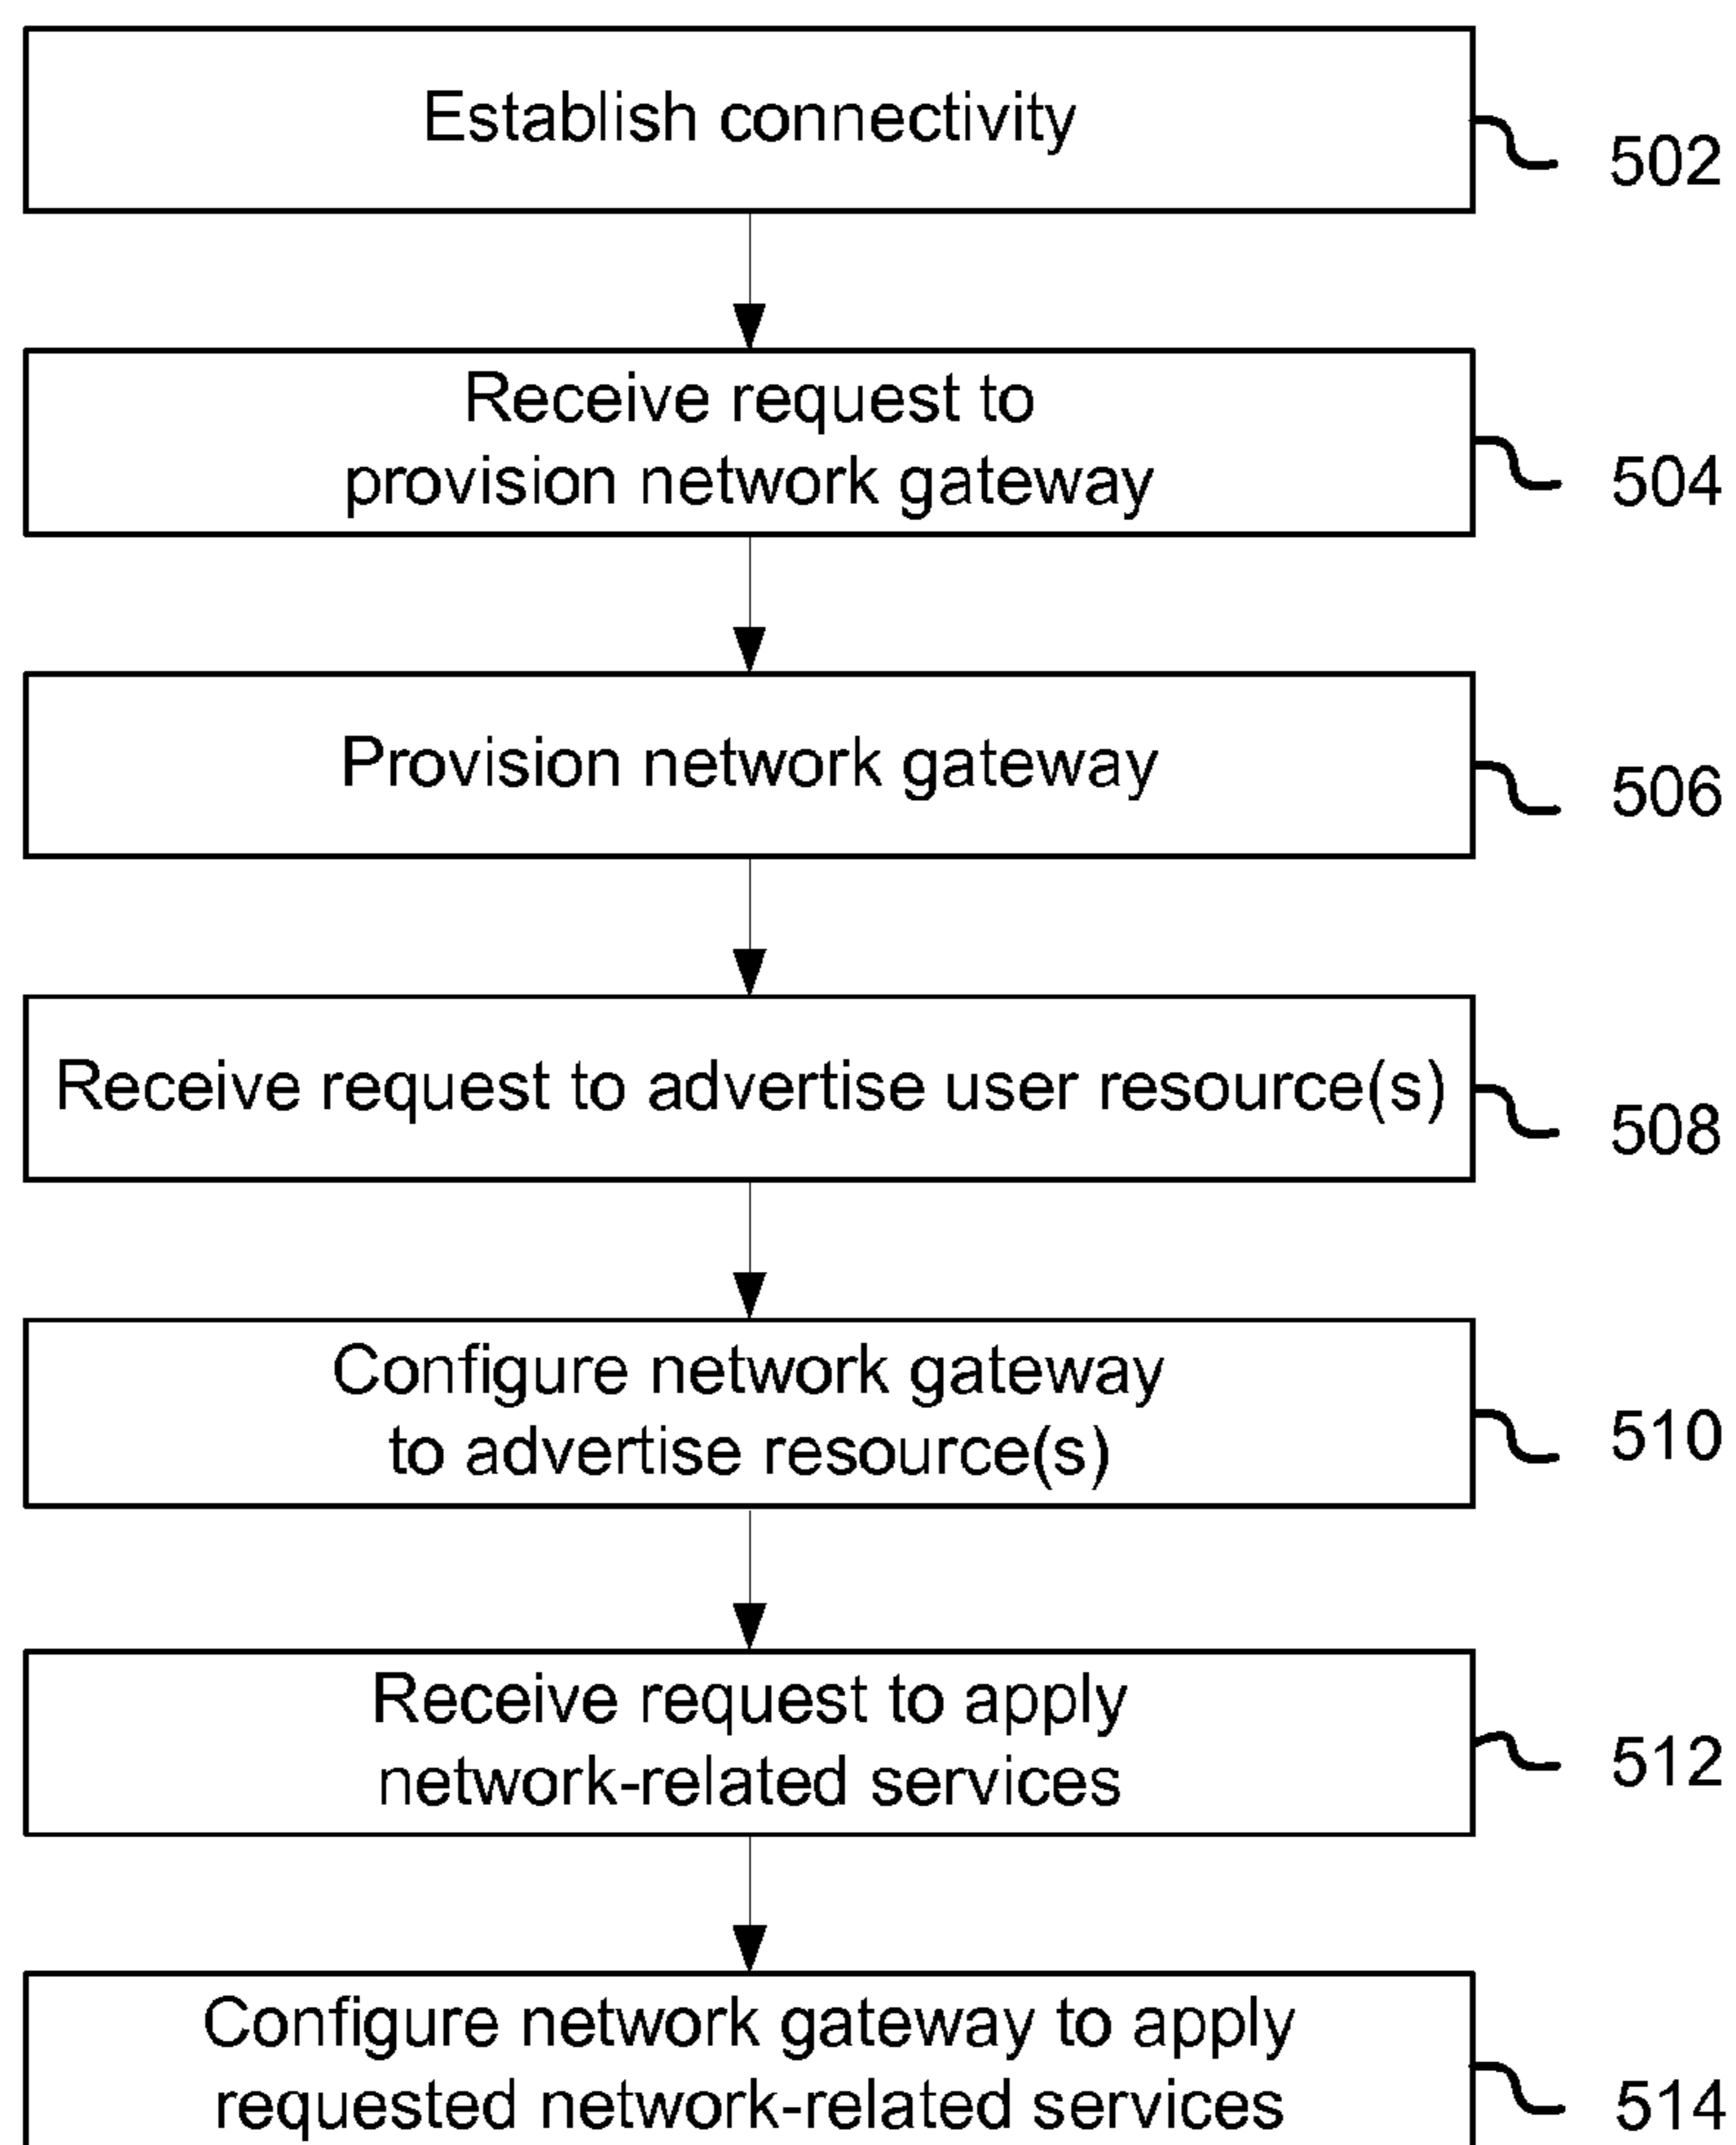 Establish connectivity
502
Receive request to
provision network gateway
504
Provision network gateway
506
Receive request to advertise user resource(s)
508
Configure network gateway
to advertise resource(s)
510
Receive request to apply
network-related services
512
Configure network gateway to apply
requested network-related services
514